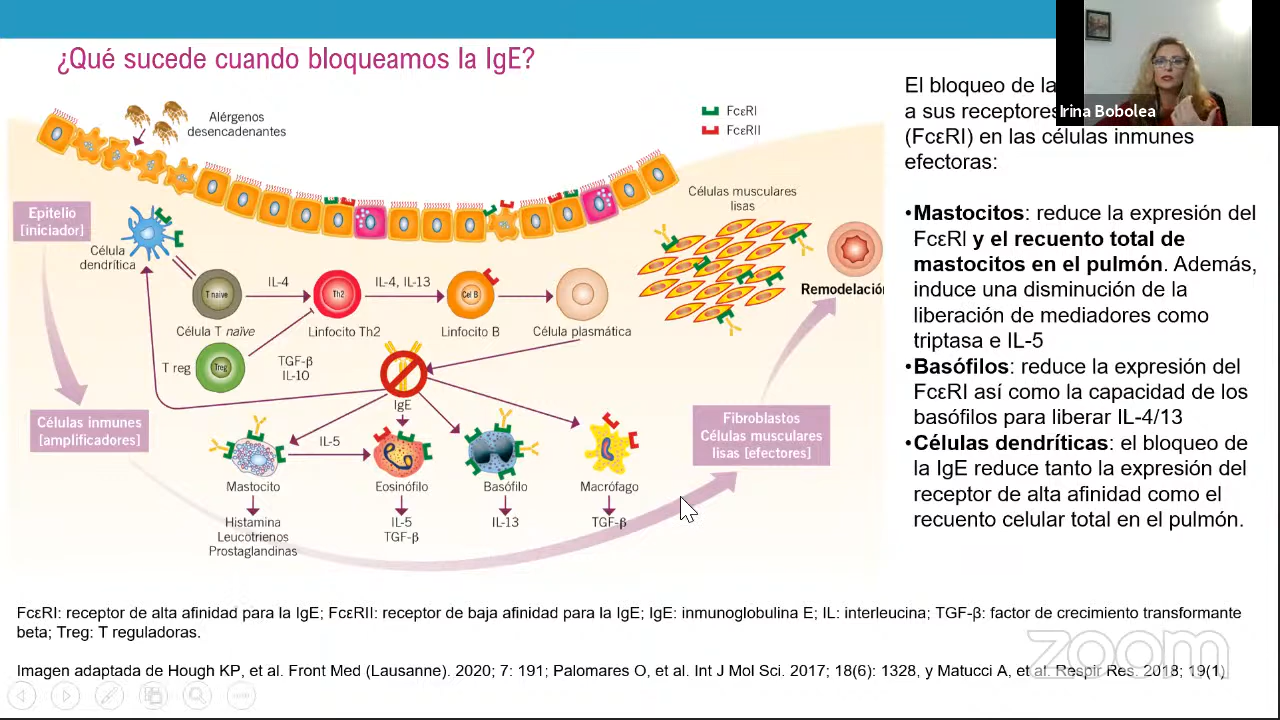 ¿Qué sucede cuando bloqueamos la IgE?
Alérgenos
desencadenantes
FcεRI
FcεRII
Epitelio
[iniciador]
Célula
dendrítica
Células musculares
lisas
Remodelación
T naïve
IL-4
Th2
IL-4, IL-13
Cel B
Célula T naïve
Linfocito Th2
Linfocito B
Célula plasmática
T reg
Treg
TGF-β
IL-10
IgE
Células inmunes
[amplificadores]
Fibroblastos
Células musculares
lisas [efectores]
IL-5
Mastocito
Eosinófilo
Basófilo
Macrófago
Histamina
Leucotrienos
Prostaglandinas
IL-5
TGF-β
IL-13
TGF-β
El bloqueo de la
a sus receptores
(FcεRI) en las células inmunes
efectoras:
•Mastocitos: reduce la expresión del
FcεRI y el recuento total de
mastocitos en el pulmón. Además,
induce una disminución de la
liberación de mediadores como
triptasa e IL-5
•Basófilos: reduce la expresión del
FcεRI así como la capacidad de los
basófilos para liberar IL-4/13
•Células dendríticas: el bloqueo de
la IgE reduce tanto la expresión del
receptor de alta afinidad como el
recuento celular total en el pulmón.
Irina Bobolea
FcεRI: receptor de alta afinidad para la IgE; FcεRII: receptor de baja afinidad para la IgE; IgE: inmunoglobulina E; IL: interleucina; TGF-β: factor de crecimiento transformante
beta; Treg: T reguladoras.
Imagen adaptada de Hough KP, et al. Front Med (Lausanne). 2020; 7: 191; Palomares O, et al. Int J Mol Sci. 2017; 18(6): 1328, y Matucci A, et al. Respir Res. 2018; 19(1).
zoom